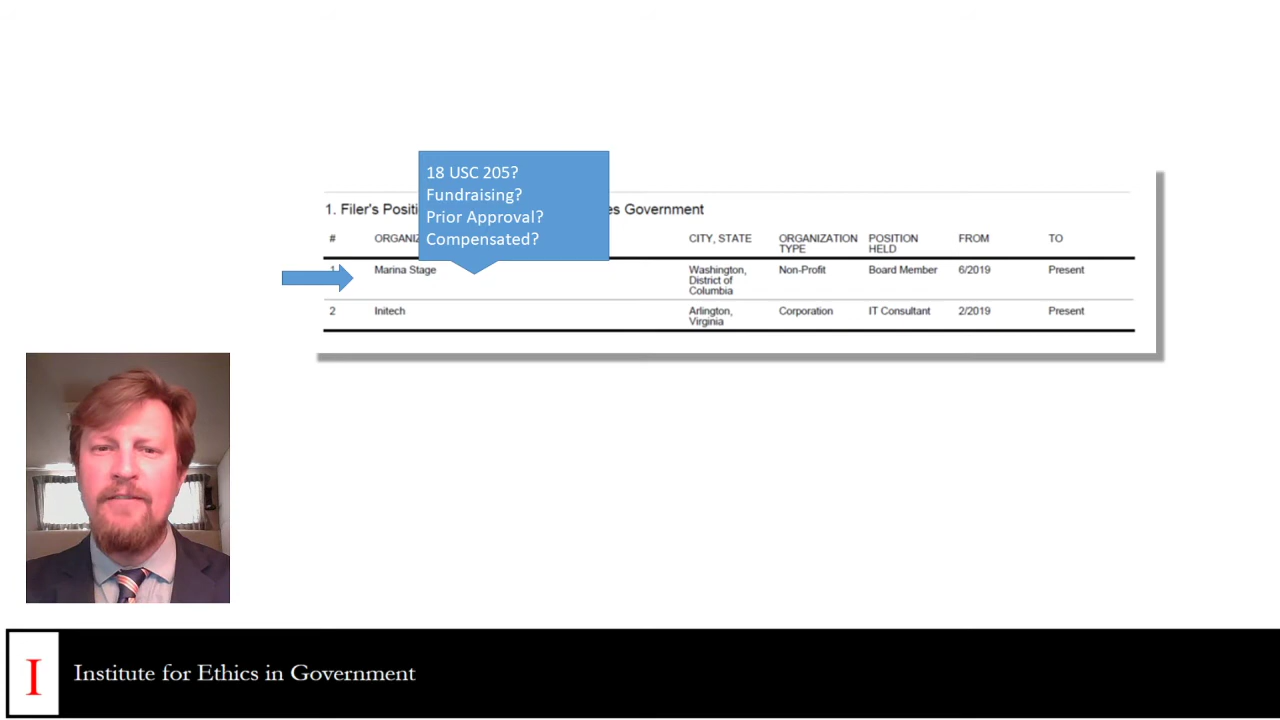 18 USC 205?
Fundraising?
Prior Approval?
Compensated?
1. Filer's Positi es Government
# ORGANIZ CITY, STATE ORGANIZATION TYPE POSITION HELD FROM TO
1 Marina Stage Washington, District of Columbia Non-Profit Board Member 6/2019 Present
2 Initech Arlington, Virginia Corporation IT Consultant 2/2019 Present
I Institute for Ethics in Government